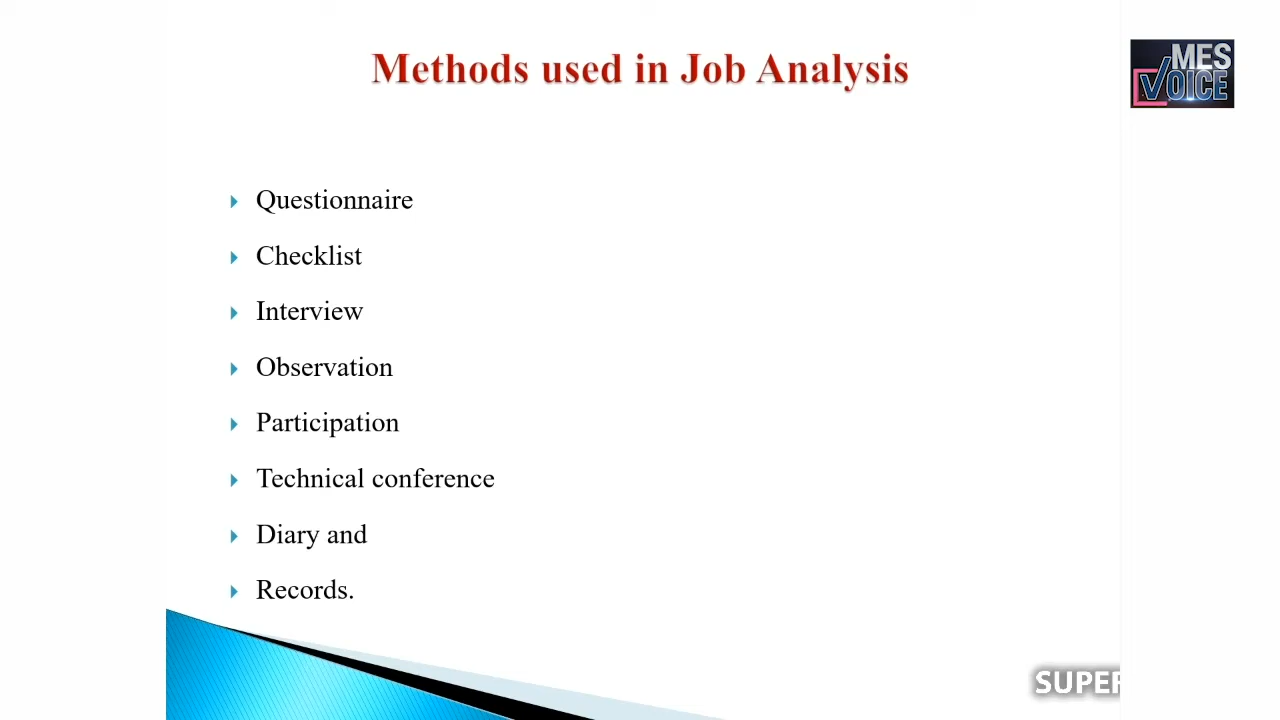 Methods used in Job Analysis
MES
VOICE
Questionnaire
Checklist
Interview
Observation
Participation
Technical conference
Diary and
Records.
SUPER